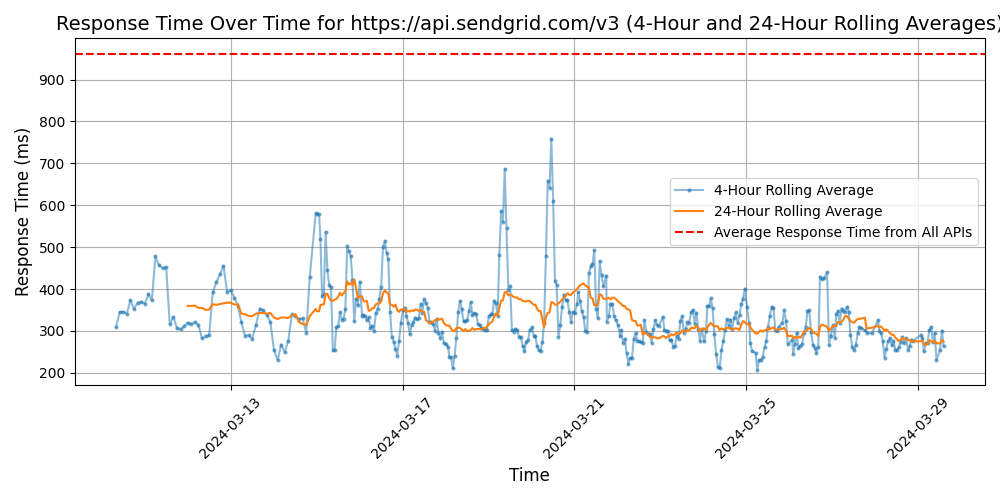 Response Time Over Time for https://api.sendgrid.com/v3 (4-Hour and 24-Hour Rolling Averages)
Response Time (ms)
900
800
700
600
500
400
300
200
4-Hour Rolling Average
24-Hour Rolling Average
Average Response Time from All APIs
2024-03-13
2024-03-17
2024-03-21
2024-03-25
2024-03-29
Time